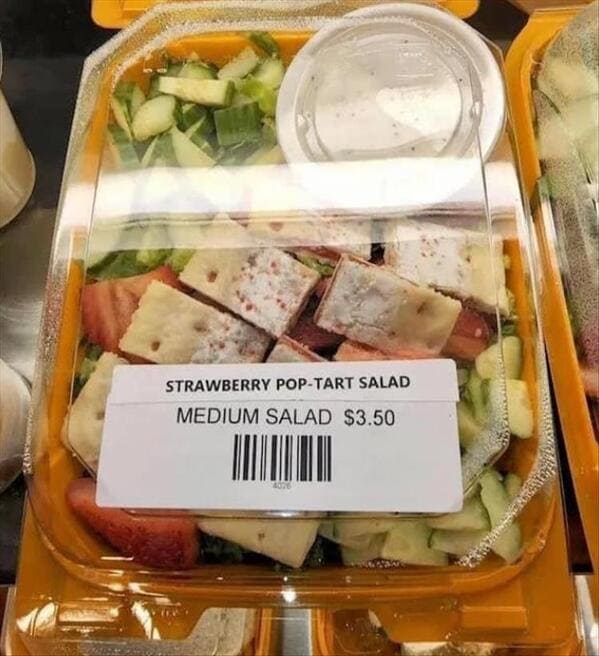 STRAWBERRY POP-TART SALAD
MEDIUM SALAD $3.50
4026